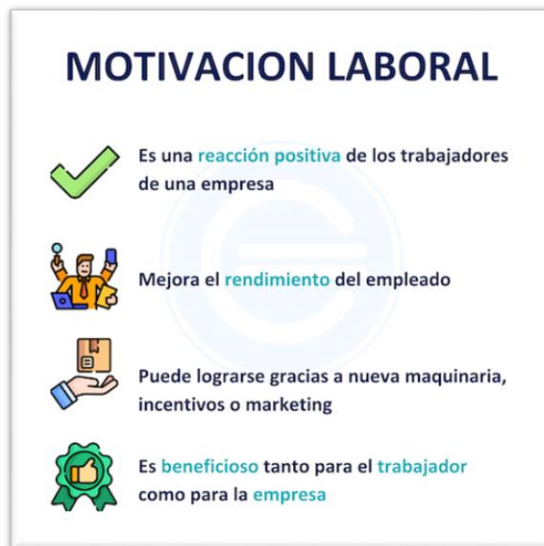 MOTIVACION LABORAL
Es una reacción positiva de los trabajadores
de una empresa
Mejora el rendimiento del empleado
Puede lograrse gracias a nueva maquinaria,
incentivos o marketing
Es beneficioso tanto para el trabajador
como para la empresa